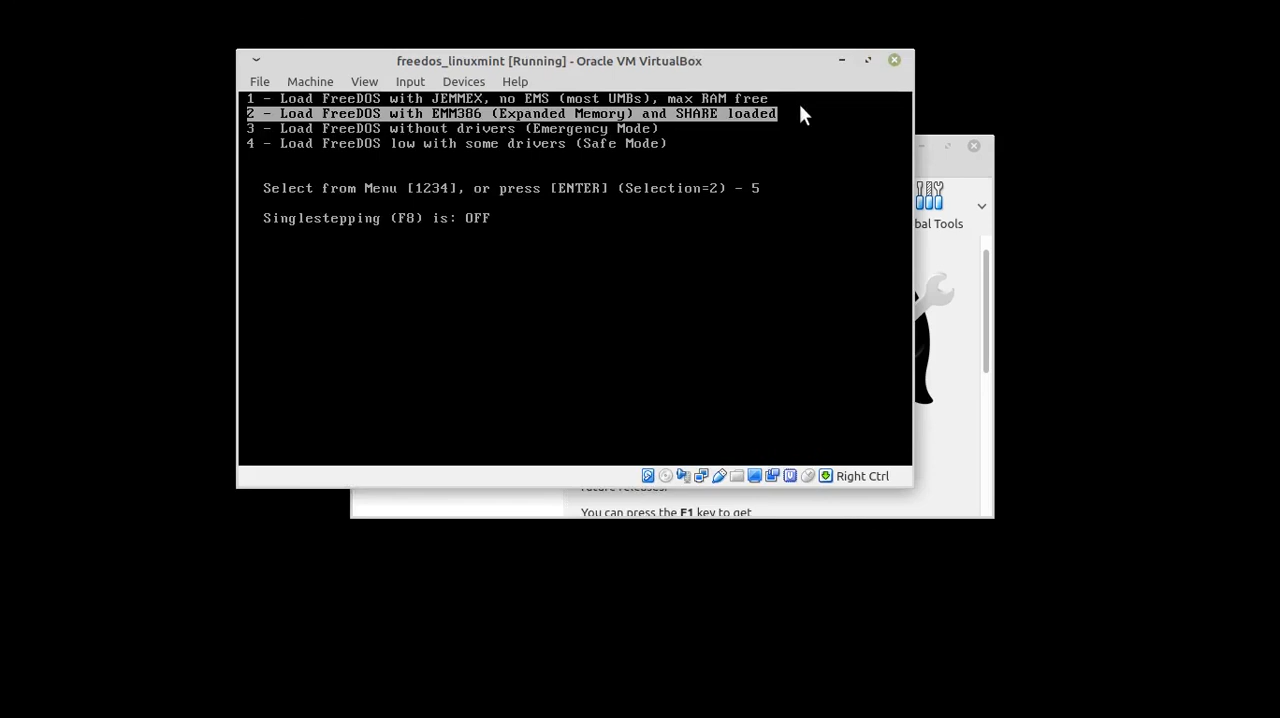 freedos_linuxmint [Running] - Oracle VM VirtualBox
File Machine View Input Devices Help
1 - Load FreeDOS with JEMMEX, no EMS (most UMBs), max RAM free
2 - Load FreeDOS with EMM386 (Expanded Memory) and SHARE loaded
3 - Load FreeDOS without drivers (Emergency Mode)
4 - Load FreeDOS low with some drivers (Safe Mode)
Select from Menu [1234], or press [ENTER] (Selection=2) - 5
Singlestepping (F8) is: OFF
Right Ctrl
bal Tools
future releases.
You can press the F1 key to get